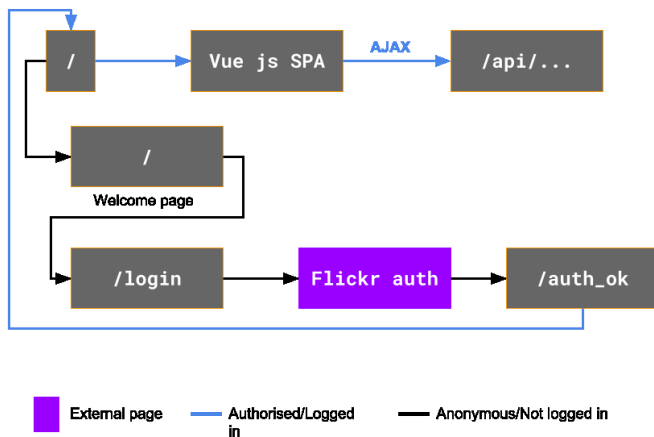 /
Vue js SPA
AJAX
/api/...
/
Welcome page
/login
Flickr auth
/auth_ok
External page
Authorised/Logged
in
Anonymous/Not logged in